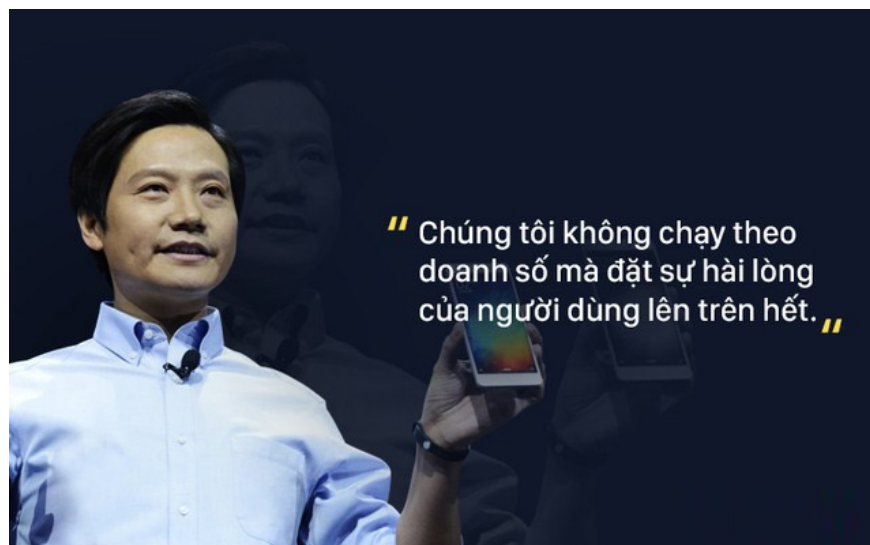 “ Chúng tôi không chạy theo
doanh số mà đặt sự hài lòng
của người dùng lên trên hết. “